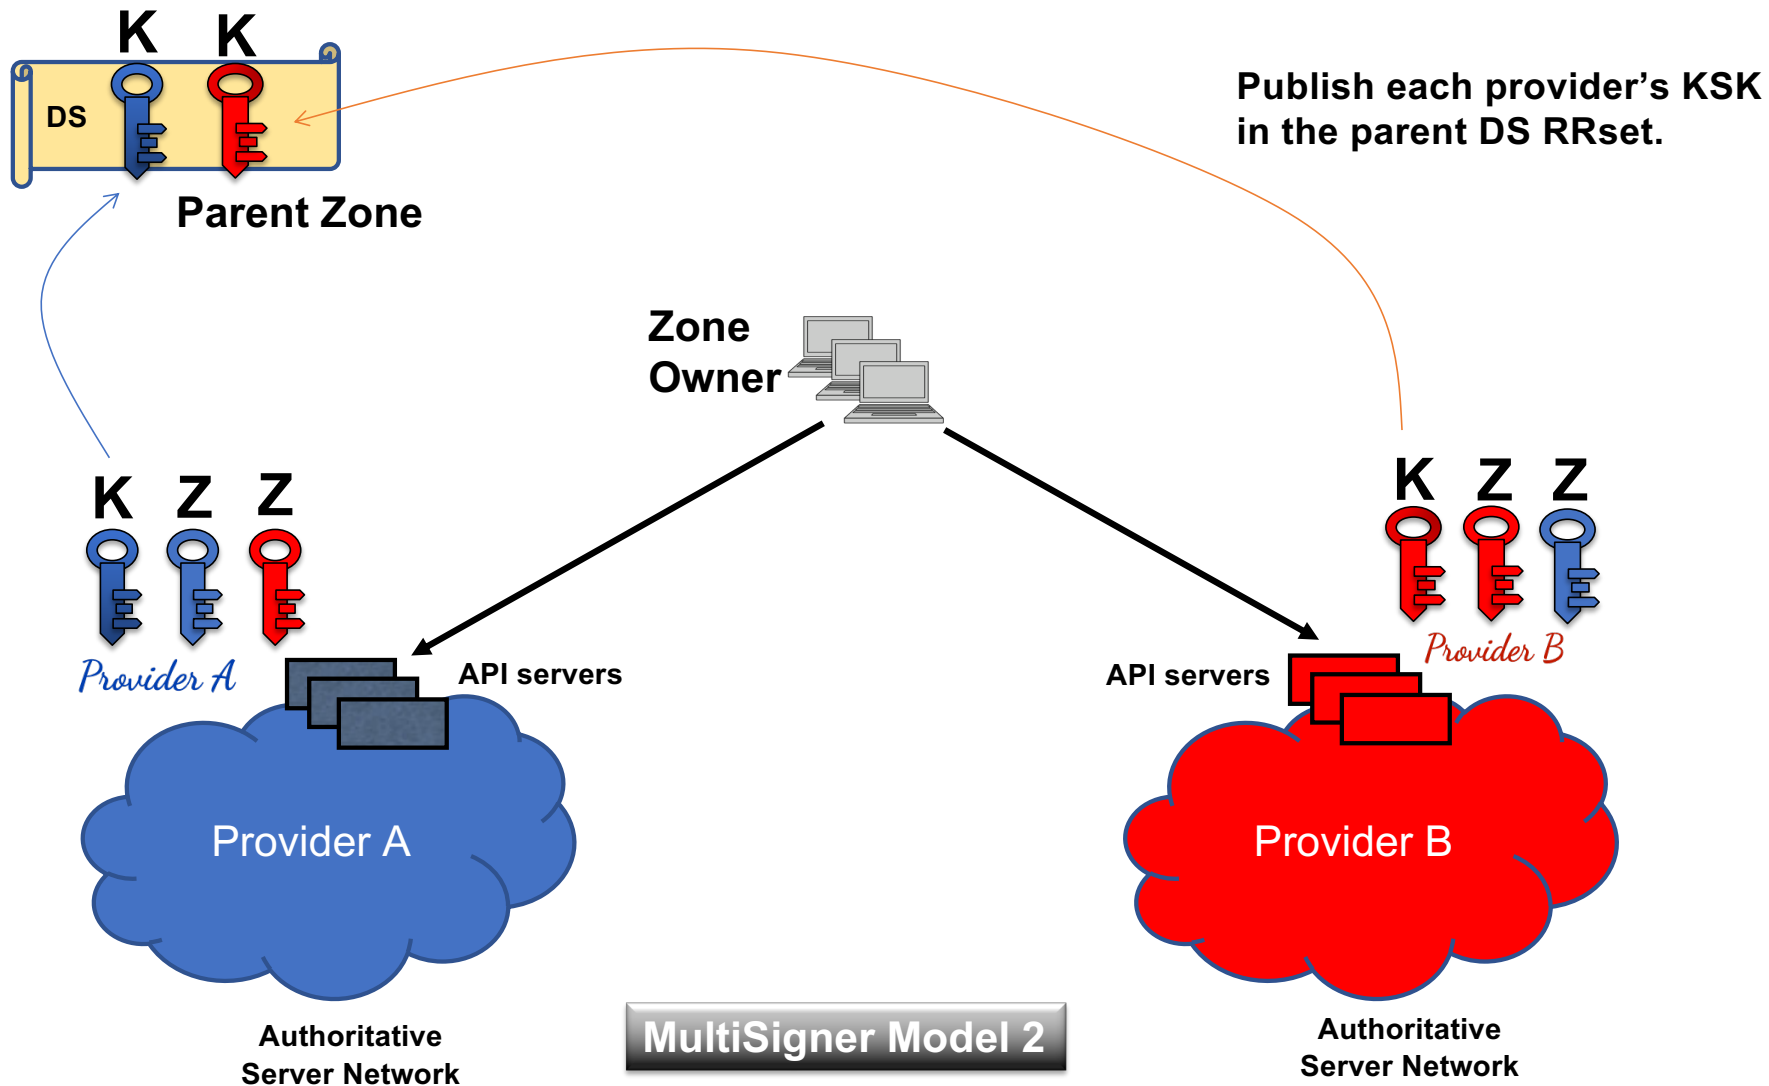 K K
DS
Parent Zone
Publish each provider's KSK
in the parent DS RRset.
Zone
Owner
K Z Z
Provider A
API servers
Provider A
Authoritative
Server Network
K Z Z
Provider B
API servers
Provider B
Authoritative
Server Network
MultiSigner Model 2